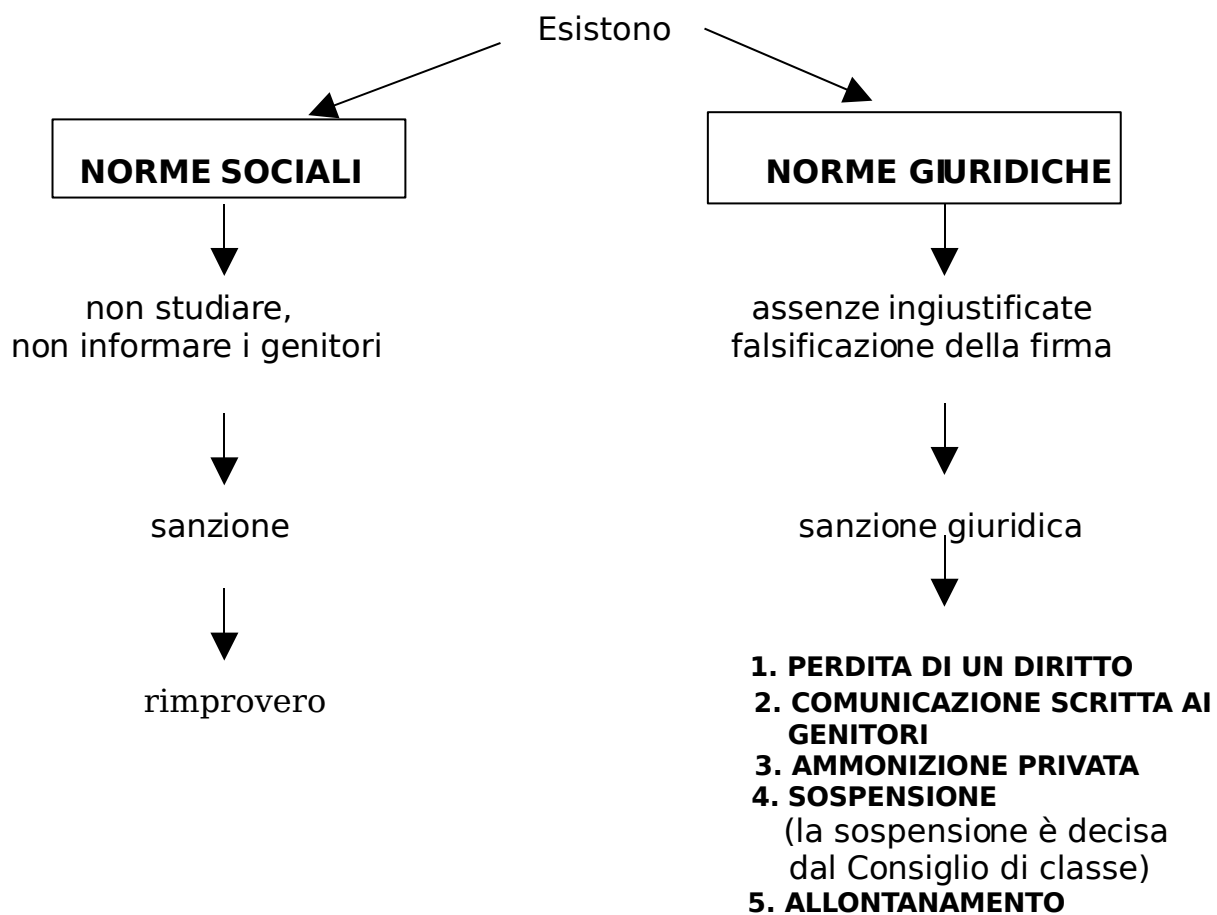 Esistono
NORME SOCIALI
NORME GIURIDICHE
non studiare,
non informare i genitori
assenze ingiustificate
falsificazione della firma
sanzione
sanzione giuridica
rimprovero
1. PERDITA DI UN DIRITTO
2. COMUNICAZIONE SCRITTA AI
GENITORI
3. AMMONIZIONE PRIVATA
4. SOSPENSIONE
(la sospensione è decisa
dal Consiglio di classe)
5. ALLONTANAMENTO